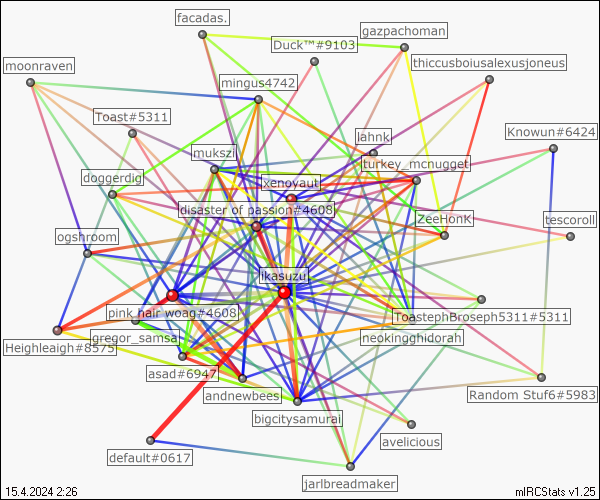 facadas.
gazpachoman
Duck™#9103
moonraven
thiccusboiusalexusjoneus
mingus4742
Toast#5311
Knowun#6424
lahnk
mukszi
turkey_mcnugget
doggerdig
xenoyaut
disaster of passion#4608
ZeeHonK
tescoroll
ogshroom
ikasuzu
pink hair woag#4608
ToastephBroseph5311#5311
gregor_samsa
neokingghidorah
Heighleaigh#8575
asad#6947
andnewbees
Random Stuf6#5983
bigcitysamurai
avelicious
default#0617
jarlbreadmaker
15.4.2024 2:26
mIRCStats v1.25